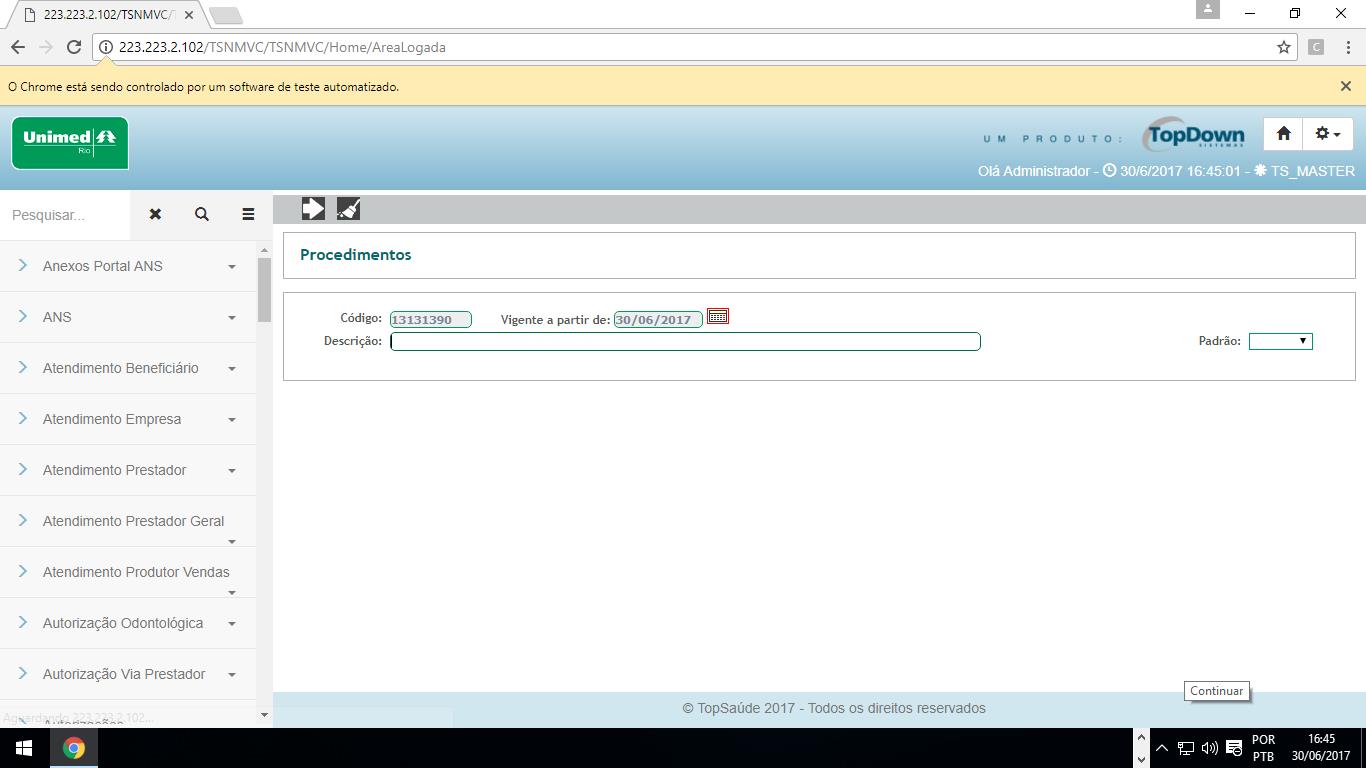 223.223.2.102/TSNMVC/T
223.223.2.102/TSNMVC/TSNMVC/Home/AreaLogada
C
O Chrome está sendo controlado por um software de teste automatizado.
Unimed
Rio
UM PRODUTO:
TopDown
SISTEMAS
Olá Administrador - 30/6/2017 16:45:01 - TS_MASTER
Pesquisar...
Procedimentos
Anexos Portal ANS
ANS
Código: 13131390 Vigente a partir de: 30/06/2017
Descrição: Padrão:
Atendimento Beneficiário
Atendimento Empresa
Atendimento Prestador
Atendimento Prestador Geral
Atendimento Produtor Vendas
Autorização Odontológica
Autorização Via Prestador
Autorizações
Aguardando 223.223.2.102...
Continuar
© TopSaúde 2017 - Todos os direitos reservados
POR
PTB
16:45
30/06/2017